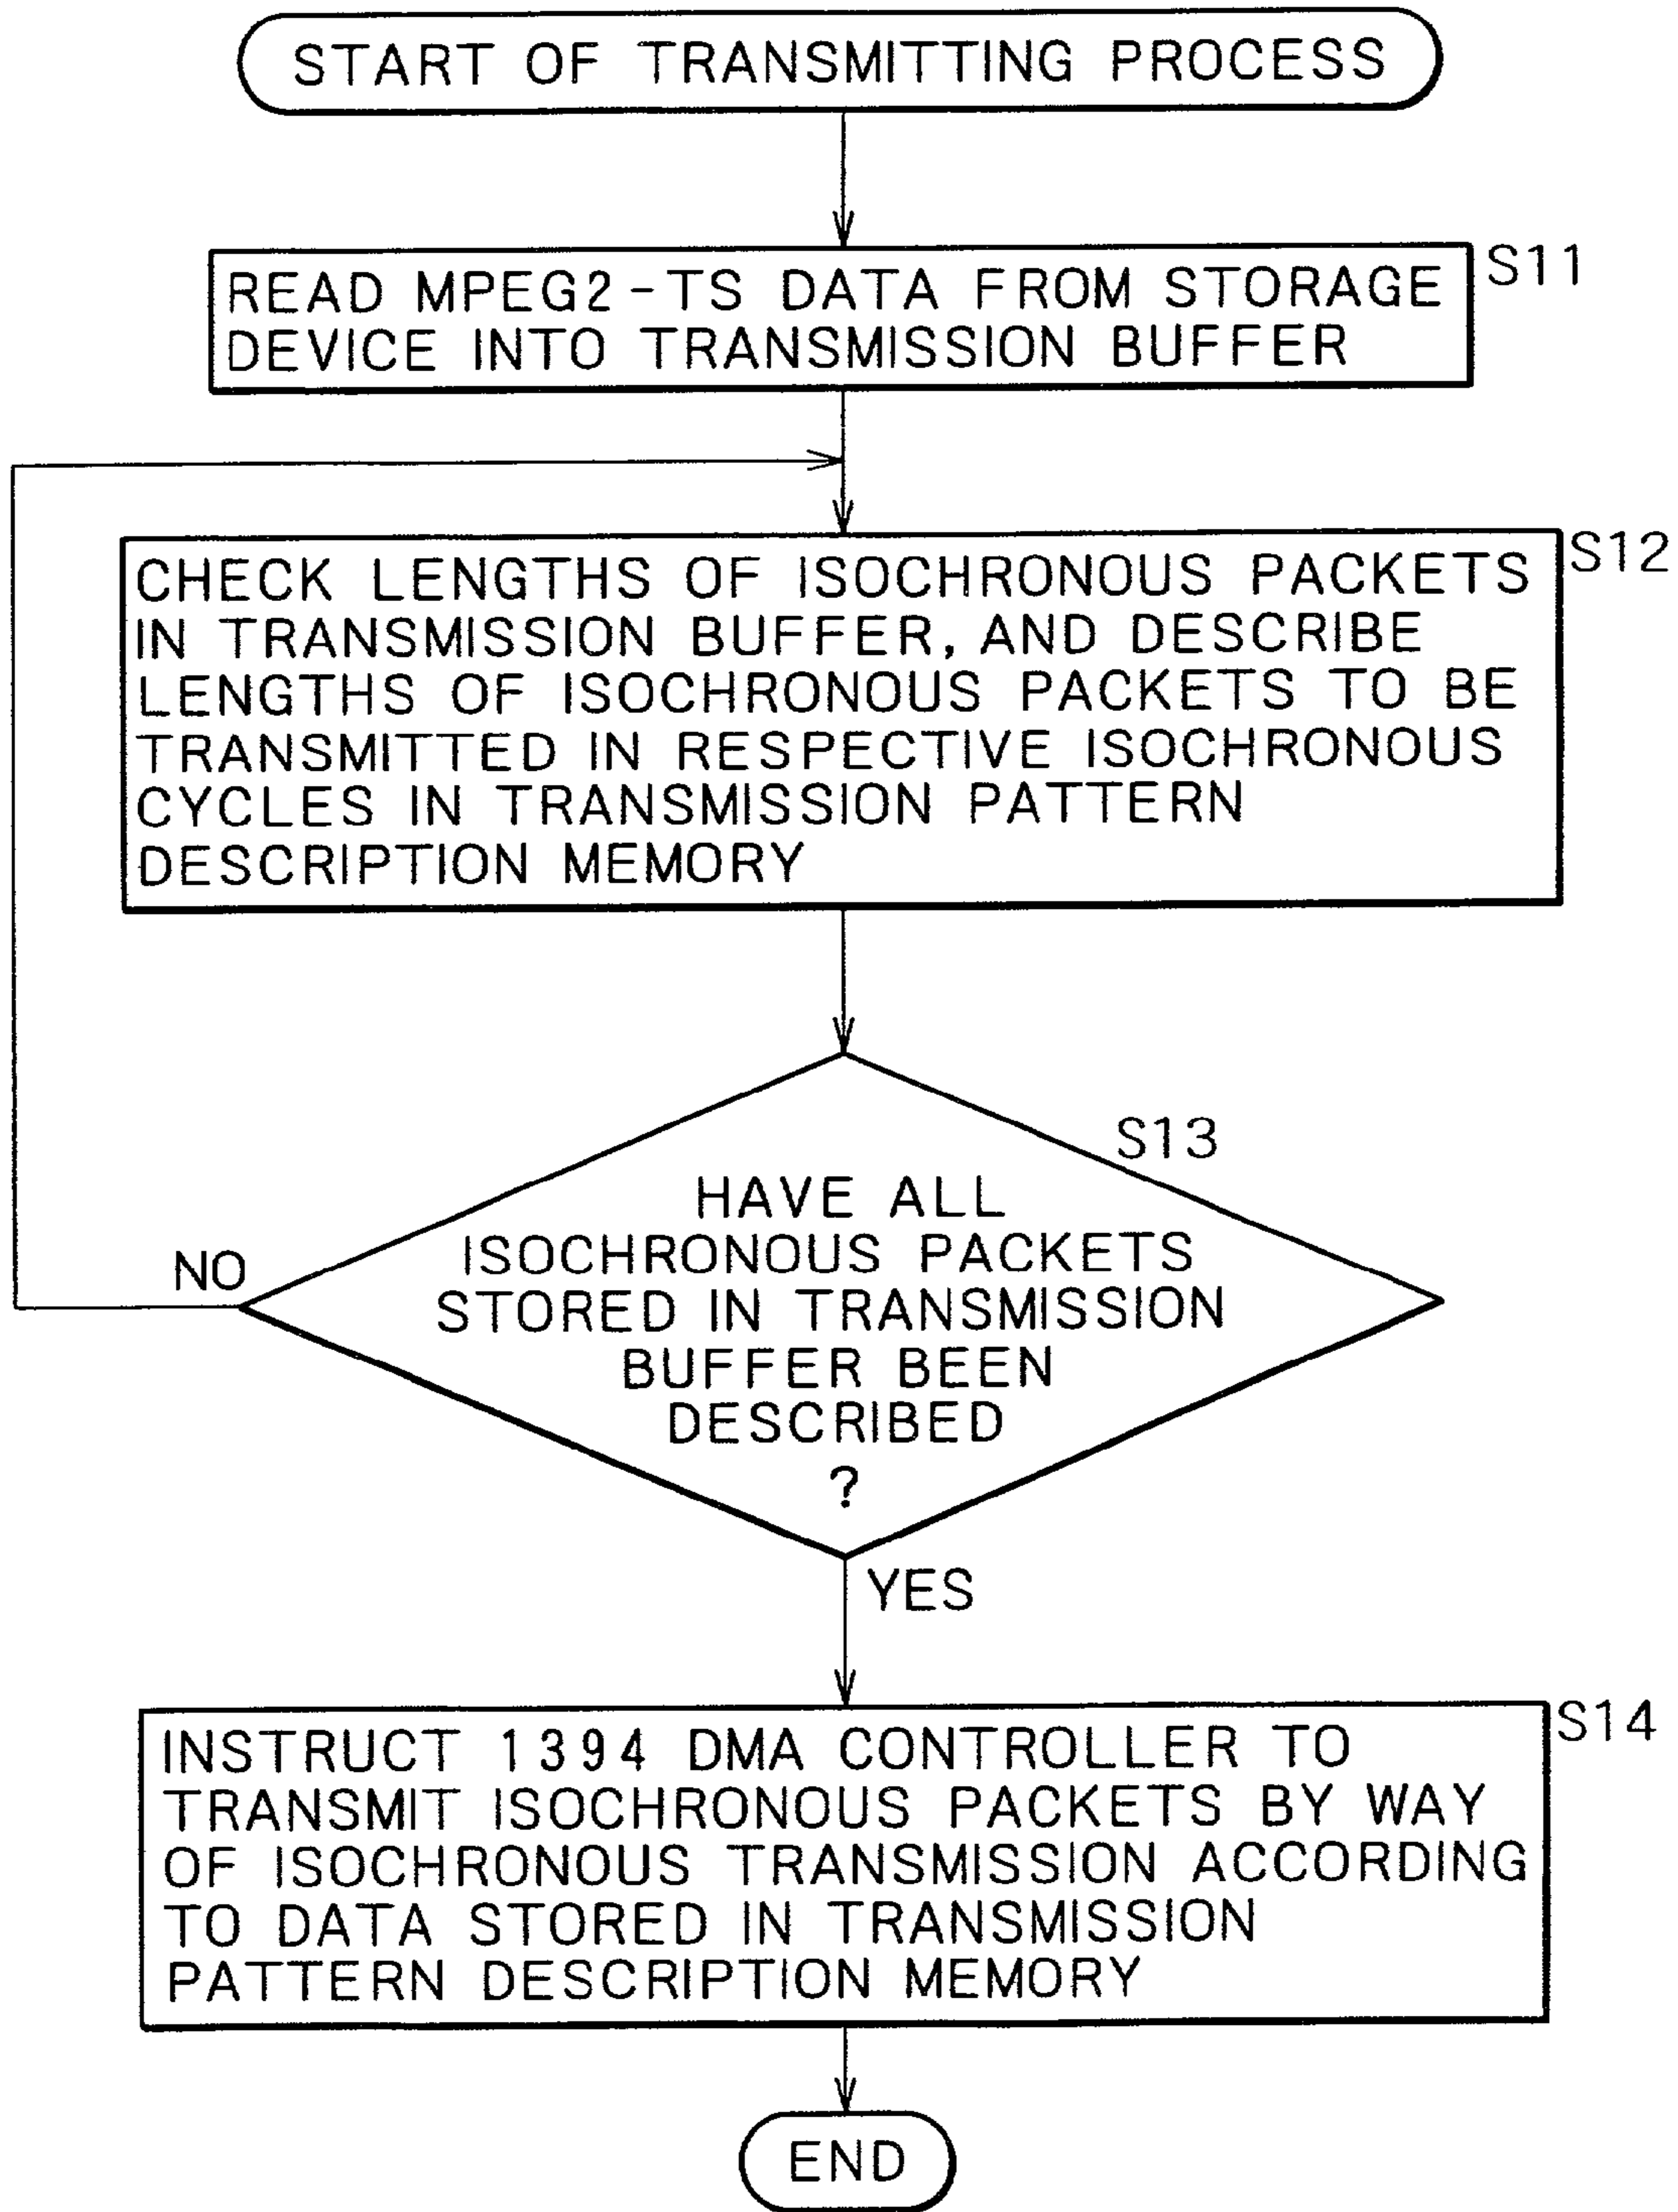 START OF TRANSMITTING PROCESS
S11
READ MPEG2-TS DATA FROM STORAGE
DEVICE INTO TRANSMISSION BUFFER
S12
CHECK LENGTHS OF ISOCHRONOUS PACKETS
IN TRANSMISSION BUFFER, AND DESCRIBE
LENGTHS OF ISOCHRONOUS PACKETS TO BE
TRANSMITTED IN RESPECTIVE ISOCHRONOUS
CYCLES IN TRANSMISSION PATTERN
DESCRIPTION MEMORY
S13
HAVE ALL
ISOCHRONOUS PACKETS
STORED IN TRANSMISSION
BUFFER BEEN
DESCRIBED
?
NO
YES
S14
INSTRUCT 1394 DMA CONTROLLER TO
TRANSMIT ISOCHRONOUS PACKETS BY WAY
OF ISOCHRONOUS TRANSMISSION ACCORDING
TO DATA STORED IN TRANSMISSION
PATTERN DESCRIPTION MEMORY
END